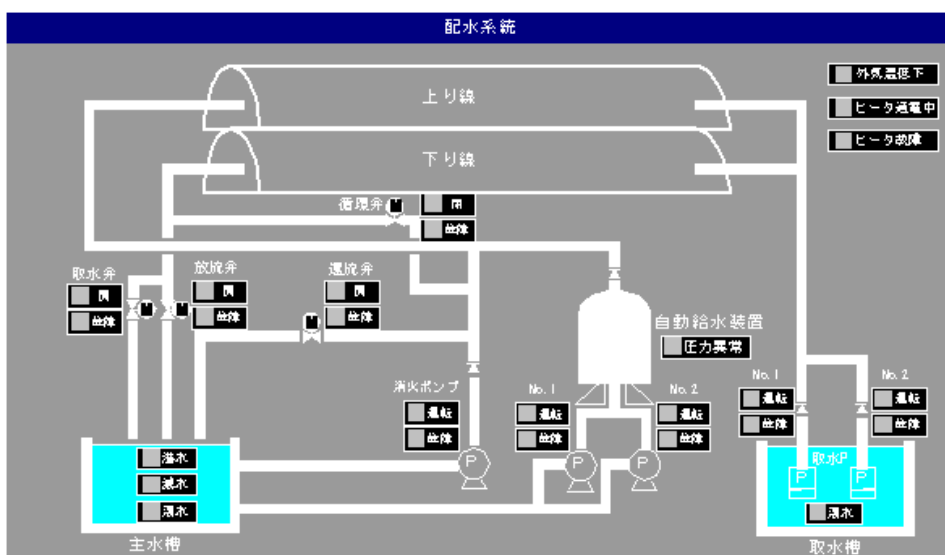 配水系統
外気温低下
上り線
ヒータ通電中
ヒータ故障
下り線
循環弁
故障
取水弁
放流弁
還流弁
故障
故障
故障
自動給水装置
圧力異常
消火ポンプ
運転
故障
No.1
運転
故障
No.2
運転
故障
No.1
運転
故障
No.2
運転
故障
満水
減水
渇水
P
P
P
取水P
P
P
渇水
主水槽
取水槽